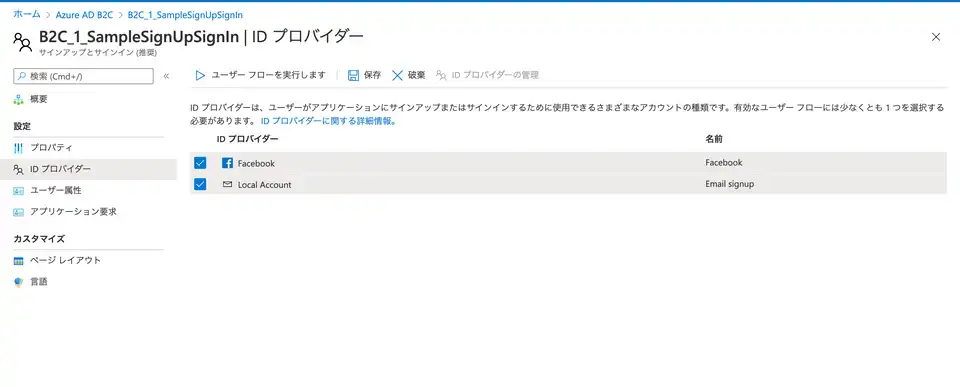 ホーム > Azure AD B2C > B2C_1_SampleSignUpSignIn
B2C_1_SampleSignUpSignIn | ID プロバイダー
サインアップとサインイン (推奨)
検索 (Cmd+/)
«
ユーザー フローを実行します
保存
破棄
ID プロバイダーの管理
概要
設定
プロパティ
ID プロバイダー
ユーザー属性
アプリケーション要求
カスタマイズ
ページ レイアウト
言語
ID プロバイダーは、ユーザーがアプリケーションにサインアップまたはサインインするために使用できるさまざまなアカウントの種類です。有効なユーザー フローには少なくとも 1 つを選択する
必要があります。 ID プロバイダーに関する詳細情報。
ID プロバイダー 名前
Facebook Facebook
Local Account Email signup